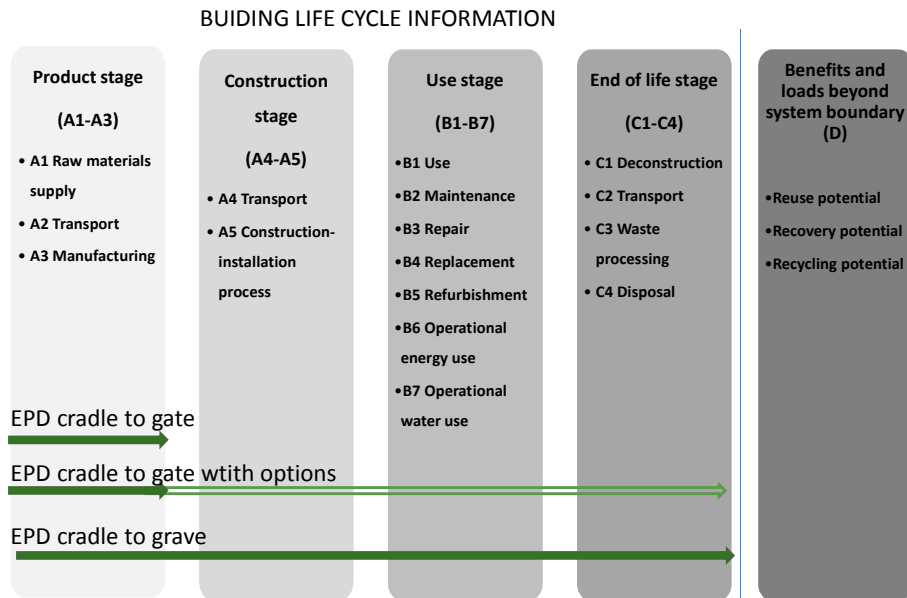 BUIDING LIFE CYCLE INFORMATION
Product stage
(A1-A3)
• A1 Raw materials
supply
• A2 Transport
• A3 Manufacturing
Construction
stage
(A4-A5)
• A4 Transport
• A5 Construction-
installation
process
Use stage
(B1-B7)
•B1 Use
•B2 Maintenance
•B3 Repair
•B4 Replacement
•B5 Refurbishment
•B6 Operational
energy use
•B7 Operational
water use
End of life stage
(C1-C4)
• C1 Deconstruction
• C2 Transport
• C3 Waste
processing
• C4 Disposal
Benefits and
loads beyond
system boundary
(D)
•Reuse potential
•Recovery potential
•Recycling potential
EPD cradle to gate
EPD cradle to gate wtith options
EPD cradle to grave